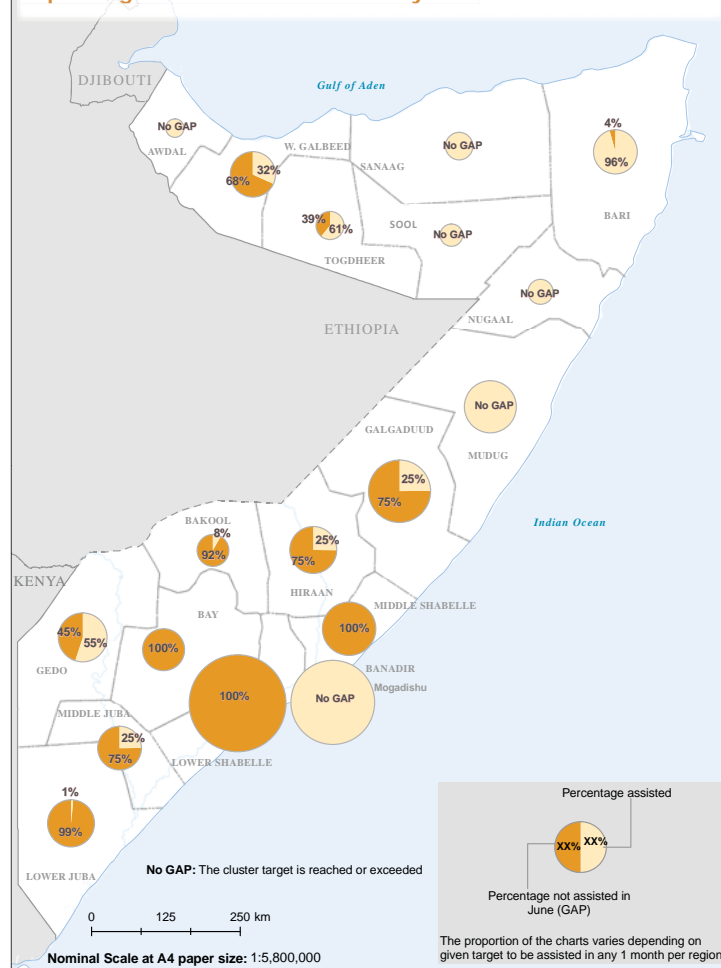 DJIBOUTI
Gulf of Aden
No GAP
AWDAL
W. GALBEED
68%
32%
SANAAG
No GAP
4%
96%
BARI
39%
61%
TOGDHEER
SOOL
No GAP
No GAP
NUGAAL
ETHIOPIA
No GAP
MUDUG
GALGADUUD
25%
75%
Indian Ocean
BAKOOL
8%
92%
25%
75%
HIRAAN
KENYA
MIDDLE SHABELLE
100%
BAY
100%
45%
55%
GEDO
BANADIR
Mogadishu
No GAP
100%
MIDDLE JUBA
25%
75%
LOWER SHABELLE
1%
99%
LOWER JUBA
No GAP: The cluster target is reached or exceeded
0 125 250 km
Nominal Scale at A4 paper size: 1:5,800,000
Percentage assisted
XX% XX%
Percentage not assisted in
June (GAP)
The proportion of the charts varies depending on
given target to be assisted in any 1 month per region